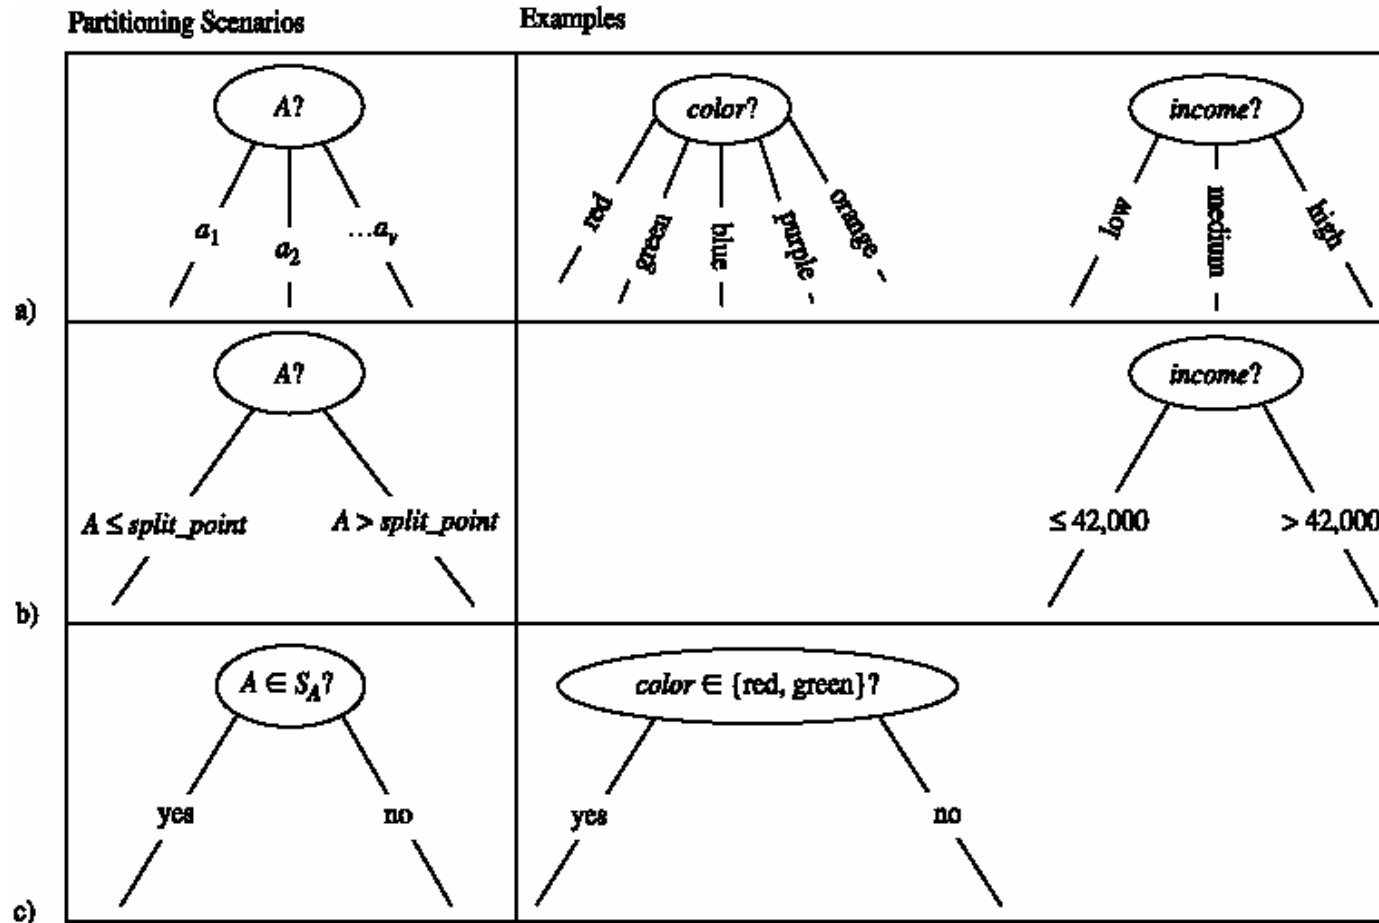 Partitioning Scenarios
Examples
A?
a1
a2
...av
color?
red
green
blue
purple
orange
income?
low
medium
high
a)
A?
A ≤ split_point
A > split_point
income?
≤ 42,000
> 42,000
b)
A ∈ SA?
yes
no
color ∈ {red, green}?
yes
no
c)